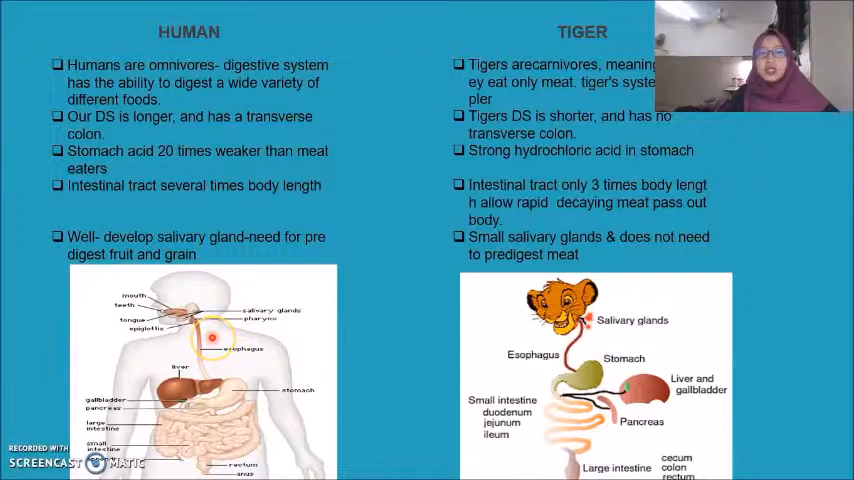 HUMAN
❑ Humans are omnivores- digestive system
has the ability to digest a wide variety of
different foods.
❑ Our DS is longer, and has a transverse
colon.
❑ Stomach acid 20 times weaker than meat
eaters
❑ Intestinal tract several times body length
❑ Well- develop salivary gland-need for pre
digest fruit and grain
mouth
teeth
tongue
epiglottis
salivary glands
pharynx
esophagus
liver
gallbladder
pancreas
stomach
large
intestine
small
intestine
rectum
anus
TIGER
❑ Tigers arecarnivores, meaning
ey eat only meat. tiger's syste
pler
❑ Tigers DS is shorter, and has no
transverse colon.
❑ Strong hydrochloric acid in stomach
❑ Intestinal tract only 3 times body lengt
h allow rapid decaying meat pass out
body.
❑ Small salivary glands & does not need
to predigest meat
Salivary glands
Esophagus
Stomach
Liver and
gallbladder
Small intestine
duodenum
jejunum
ileum
Pancreas
Large intestine
cecum
colon
rectum
RECORDED WITH
SCREENCAST MATIC